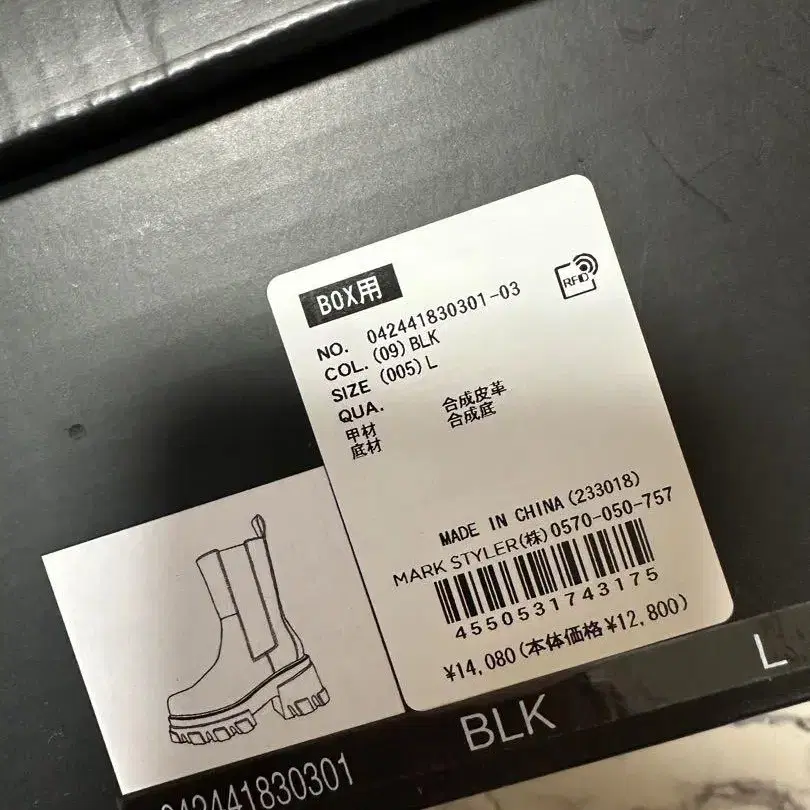 BOX用
RFID
NO. 042441830301-03
COL. (09)BLK
SIZE (005)L
QUA.
甲材 合成皮革
底材 合成底
MADE IN CHINA(233018)
MARK STYLER(株)0570-050-757
4550531743175
¥14,080(本体価格¥12,800)
042441830301 BLK L